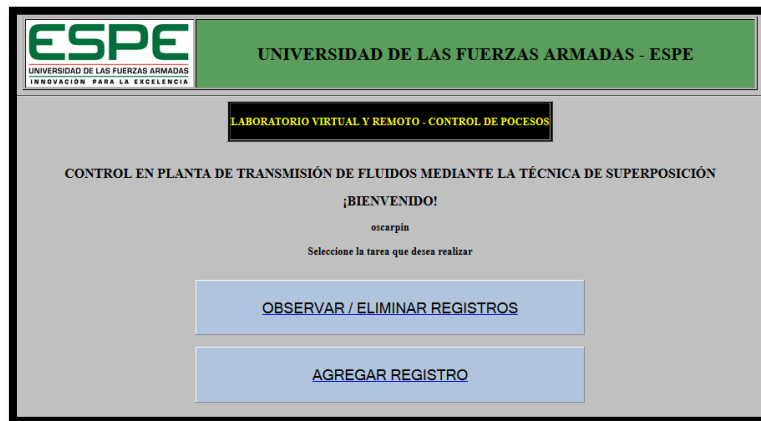 ESPE
UNIVERSIDAD DE LAS FUERZAS ARMADAS
INNOVACIÓN PARA LA EXCELENCIA
UNIVERSIDAD DE LAS FUERZAS ARMADAS - ESPE
LABORATORIO VIRTUAL Y REMOTO - CONTROL DE POCESOS
CONTROL EN PLANTA DE TRANSMISIÓN DE FLUIDOS MEDIANTE LA TÉCNICA DE SUPERPOSICIÓN
¡BIENVENIDO!
oscarpin
Seleccione la tarea que desea realizar
OBSERVAR / ELIMINAR REGISTROS
AGREGAR REGISTRO